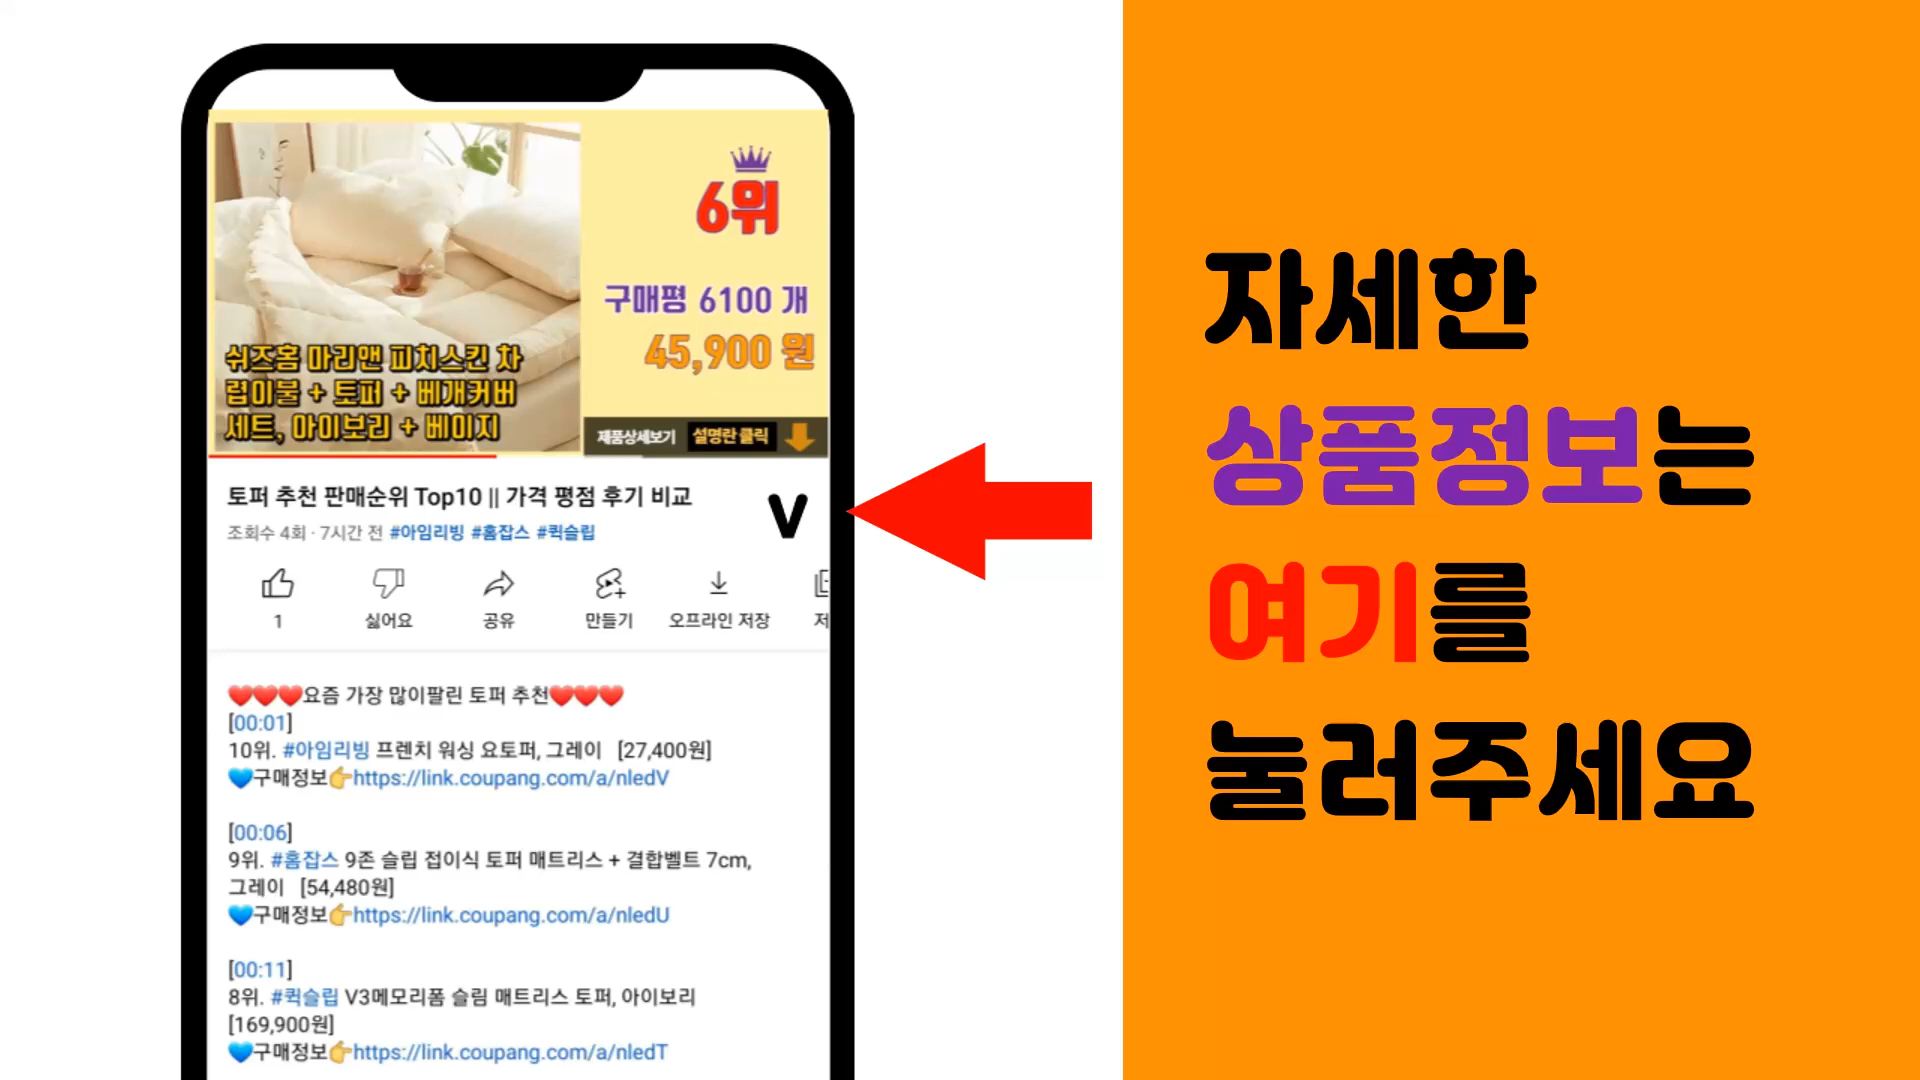 6위
구매평 6100 개
45,900 원
쉬즈홈 마리앤 피치스킨 차
렵이불 + 토퍼 + 베개커버
세트, 아이보리 + 베이지
제품상세보기 설명란 클릭
토퍼 추천 판매순위 Top10 || 가격 평점 후기 비교
V
조회수 4회 · 7시간 전 #아임리빙 #홈잡스 #퀵슬립
1 싫어요 공유 만들기 오프라인 저장 저
❤️❤️❤️요즘 가장 많이팔린 토퍼 추천❤️❤️❤️
[00:01]
10위. #아임리빙 프렌치 워싱 요토퍼, 그레이 [27,400원]
💙구매정보👉https://link.coupang.com/a/nledV
[00:06]
9위. #홈잡스 9존 슬립 접이식 토퍼 매트리스 + 결합벨트 7cm,
그레이 [54,480원]
💙구매정보👉https://link.coupang.com/a/nledU
[00:11]
8위. #퀵슬립 V3메모리폼 슬림 매트리스 토퍼, 아이보리
[169,900원]
💙구매정보👉https://link.coupang.com/a/nledT
자세한
상품정보는
여기를
눌러주세요